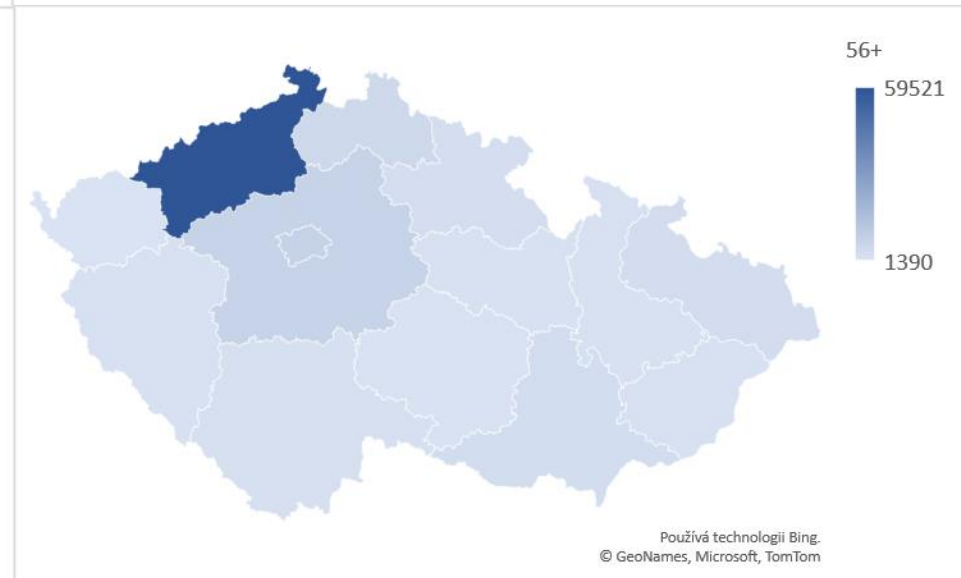 56+
59521
1390
Používá technologii Bing.
© GeoNames, Microsoft, TomTom